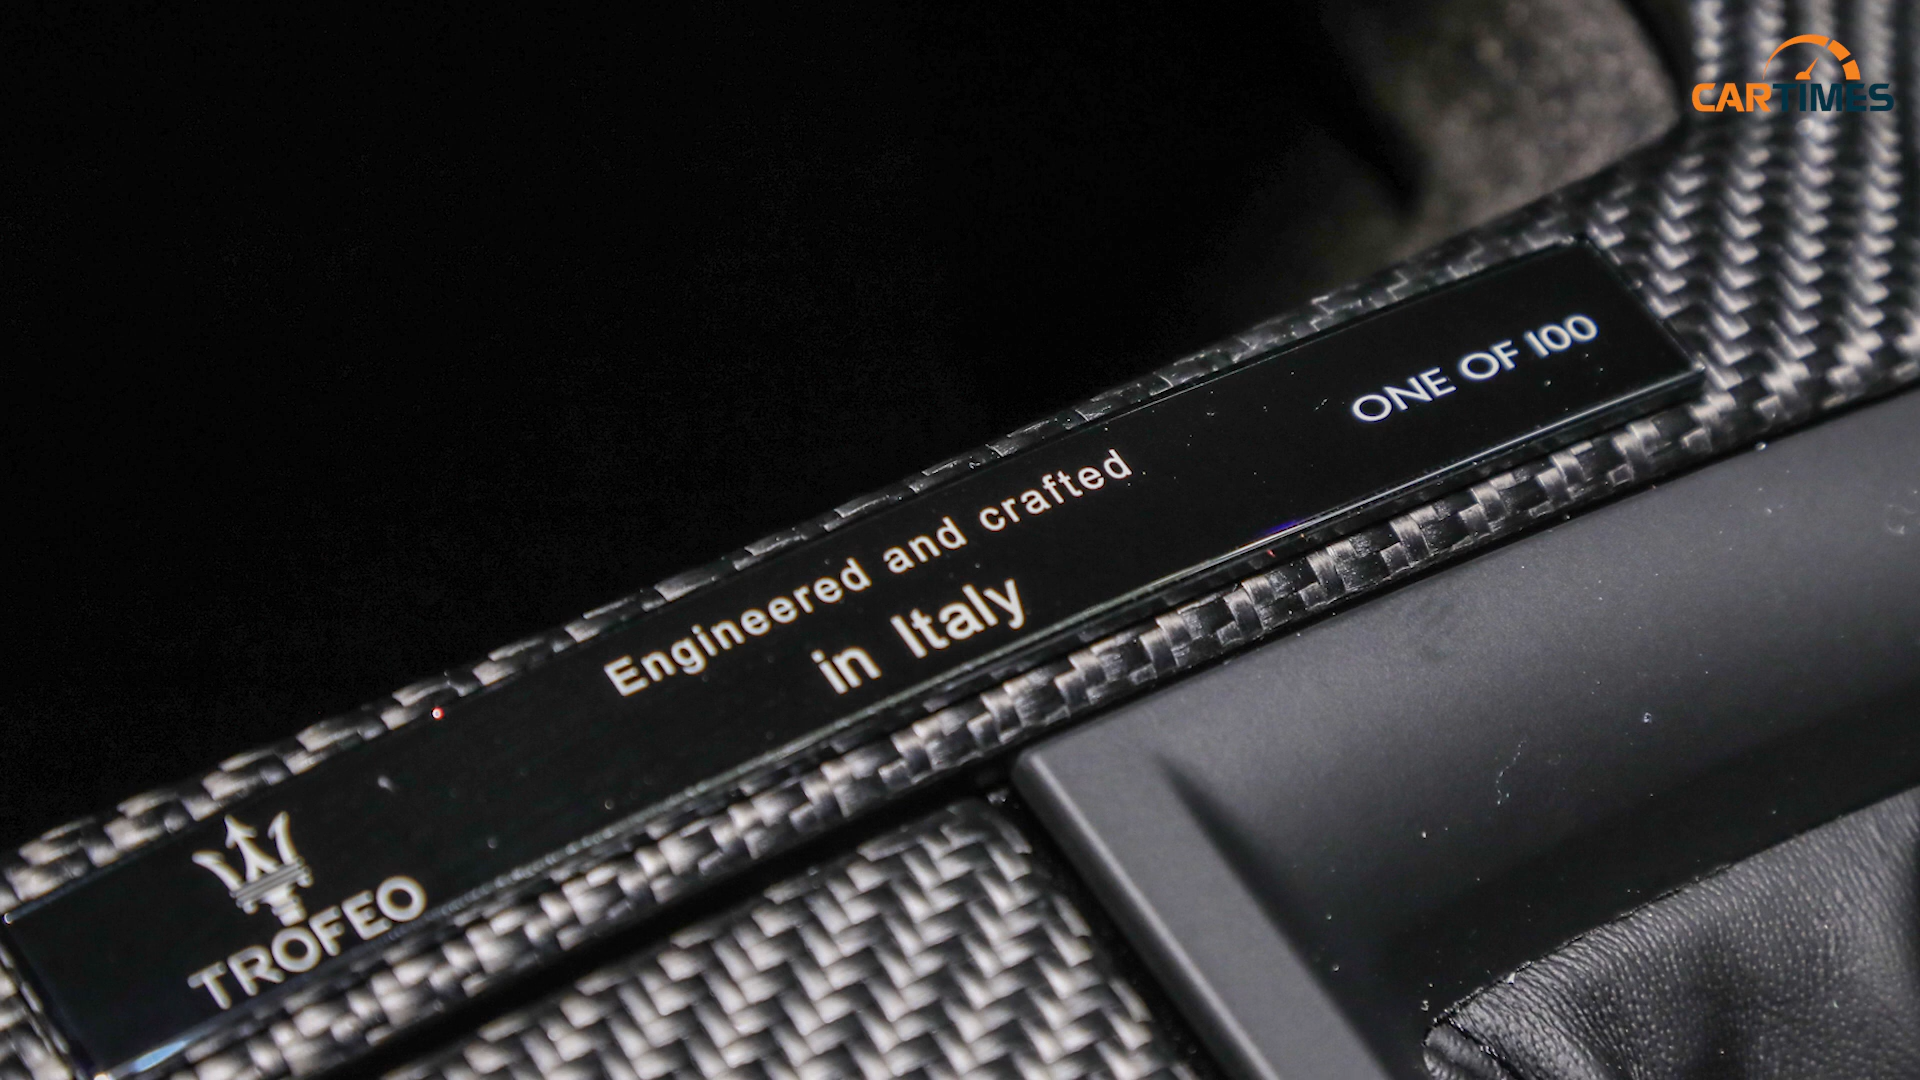 CARTIMES
ONE OF 100
Engineered and crafted
in Italy
TROFEO